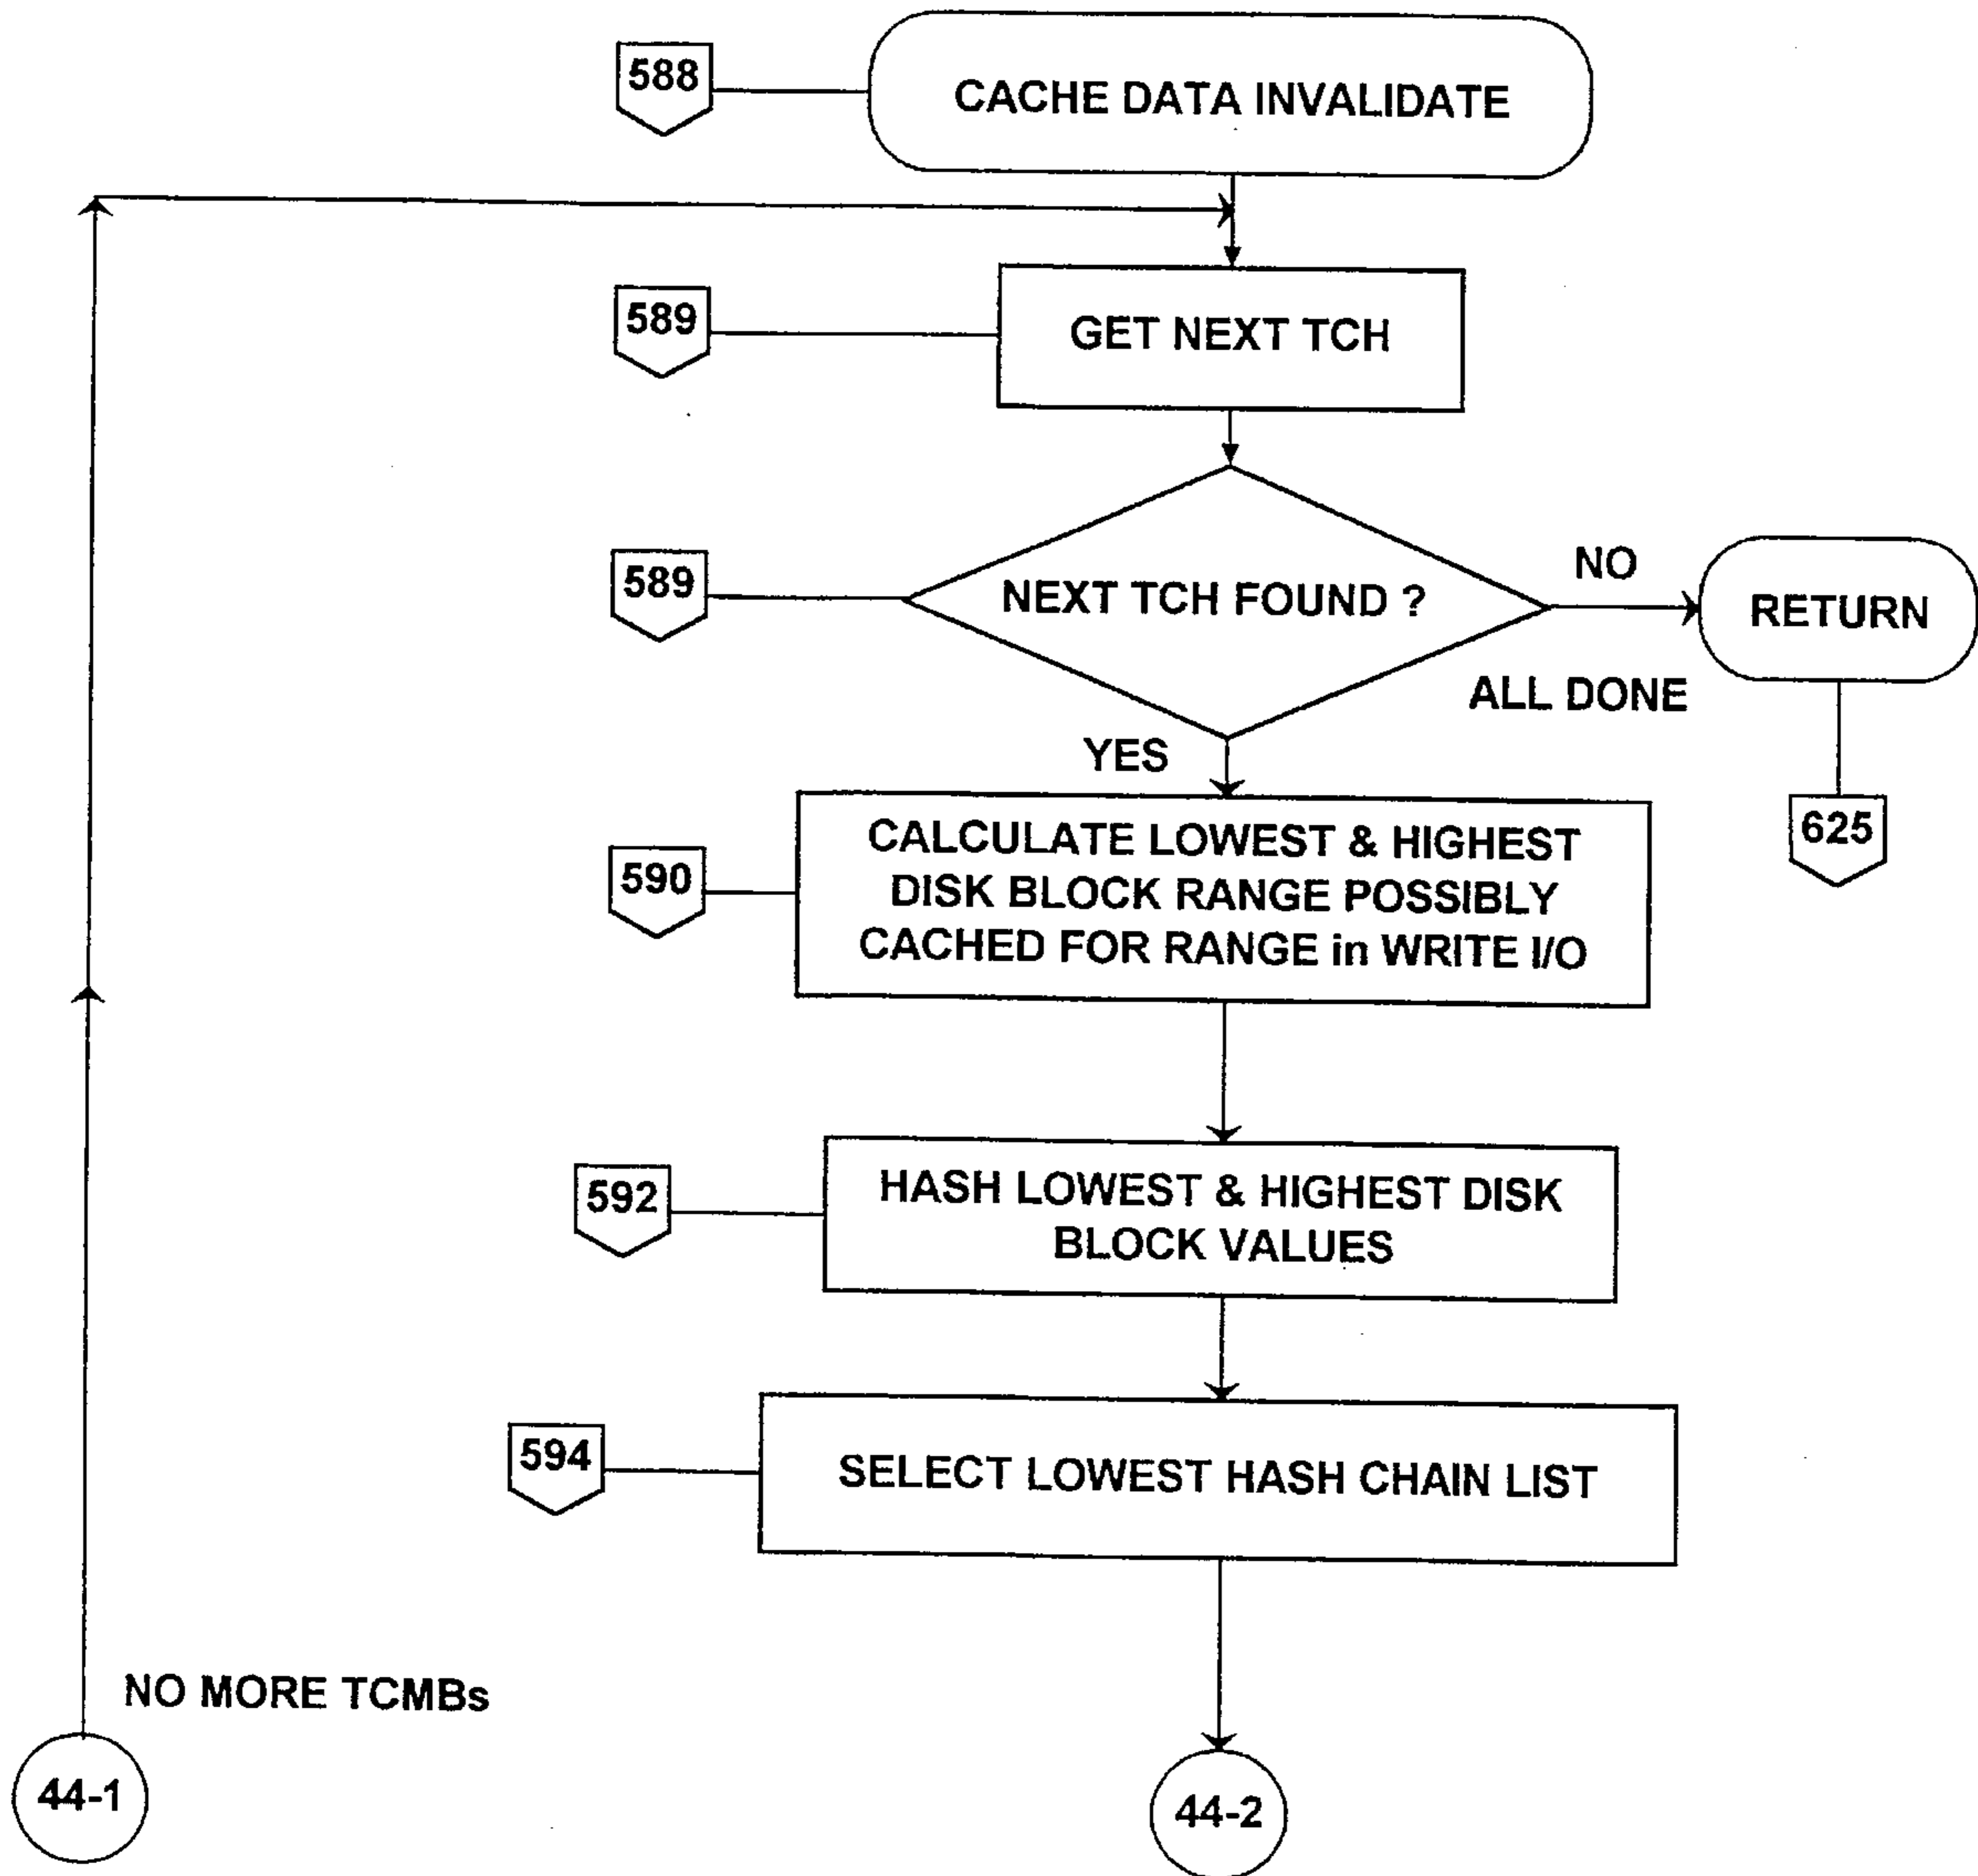 588
CACHE DATA INVALIDATE
589
GET NEXT TCH
589
NEXT TCH FOUND ?
NO
RETURN
ALL DONE
YES
625
590
CALCULATE LOWEST & HIGHEST
DISK BLOCK RANGE POSSIBLY
CACHED FOR RANGE in WRITE I/O
592
HASH LOWEST & HIGHEST DISK
BLOCK VALUES
594
SELECT LOWEST HASH CHAIN LIST
NO MORE TCMBs
44-1
44-2